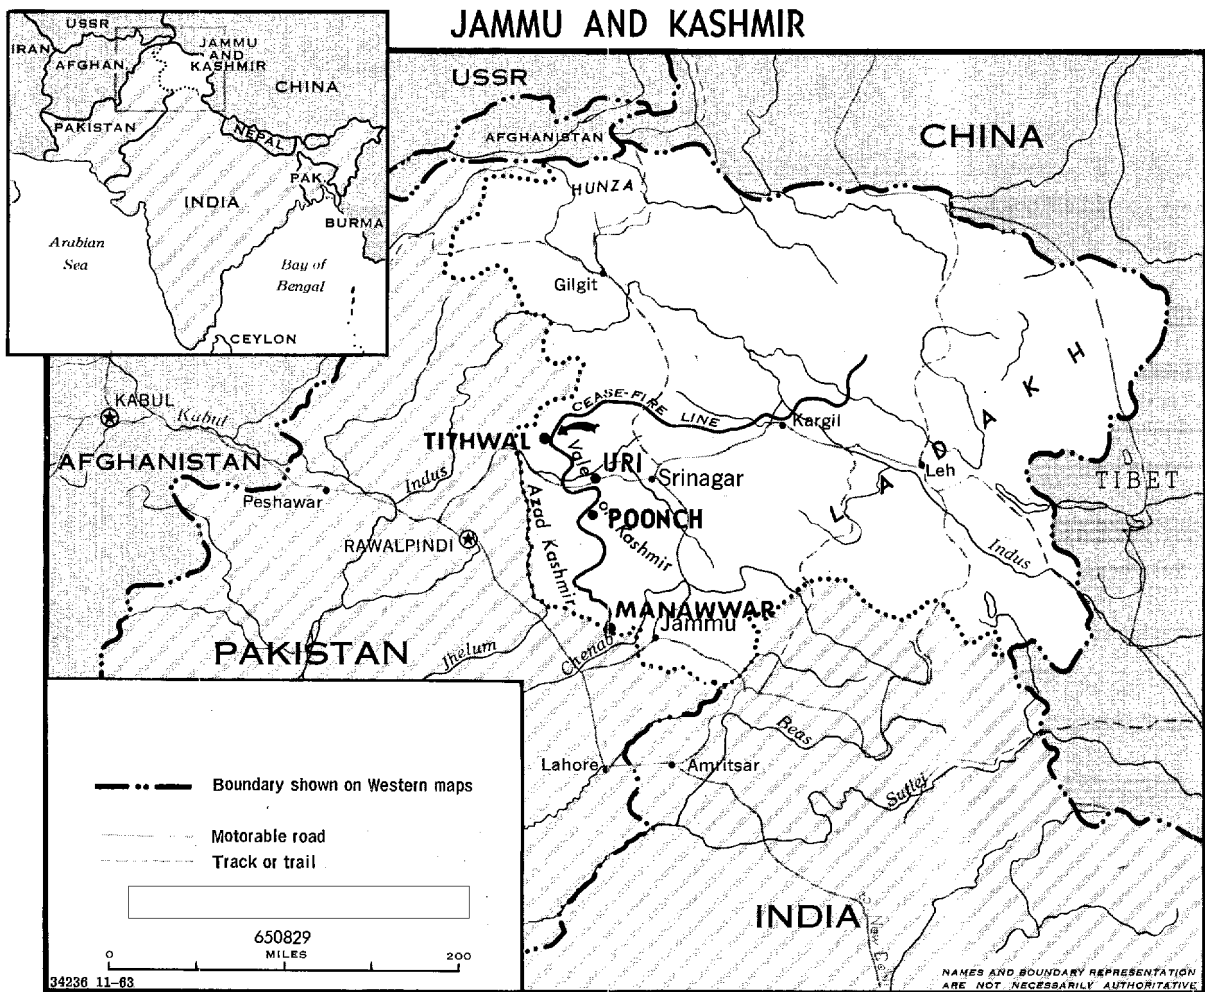 JAMMU AND KASHMIR
USSR
IRAN
AFGHAN.
JAMMU
AND
KASHMIR
CHINA
PAKISTAN
NEPAL
PAK.
INDIA
BURMA
Arabian
Sea
Bay of
Bengal
CEYLON
USSR
AFGHANISTAN
CHINA
HUNZA
Gilgit
LADAKH
KABUL
Kabul
CEASE-FIRE LINE
Kargil
TITHWAL
AFGHANISTAN
Vale of Kashmir
URI
Srinagar
Leh
TIBET
Indus
Peshawar
Azad Kashmir
POONCH
RAWALPINDI
Indus
MANAWWAR
Jammu
PAKISTAN
Jhelum
Chenab
Beas
Lahore
Amritsar
Sutlej
Boundary shown on Western maps
Motorable road
Track or trail
INDIA
650829
MILES
0 200
34236 11-63
NAMES AND BOUNDARY REPRESENTATION
ARE NOT NECESSARILY AUTHORITATIVE